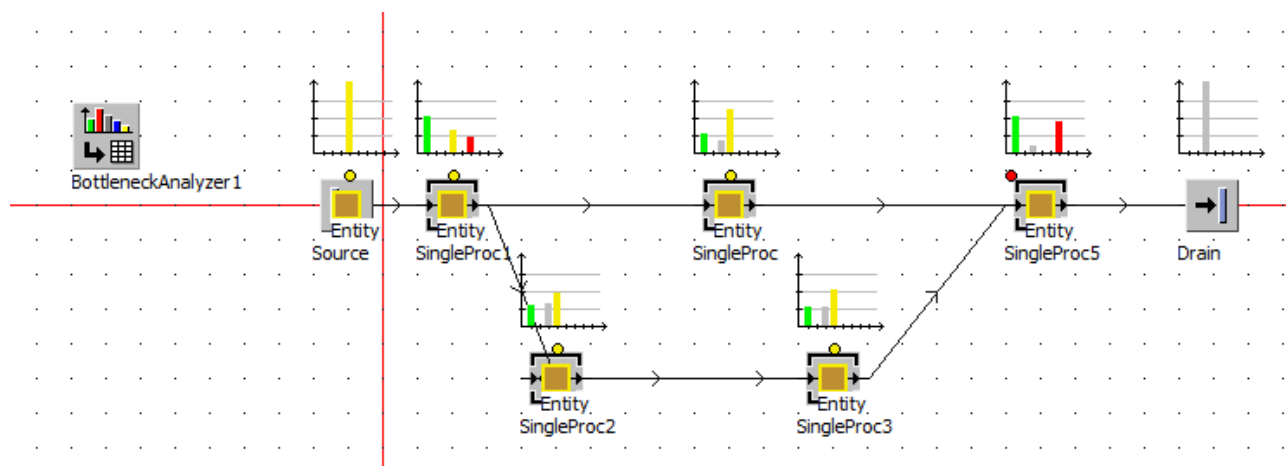 BottleneckAnalyzer1
Entity
Source
Entity
SingleProc1
Entity
SingleProc
Entity
SingleProc5
Drain
Entity
SingleProc2
Entity
SingleProc3